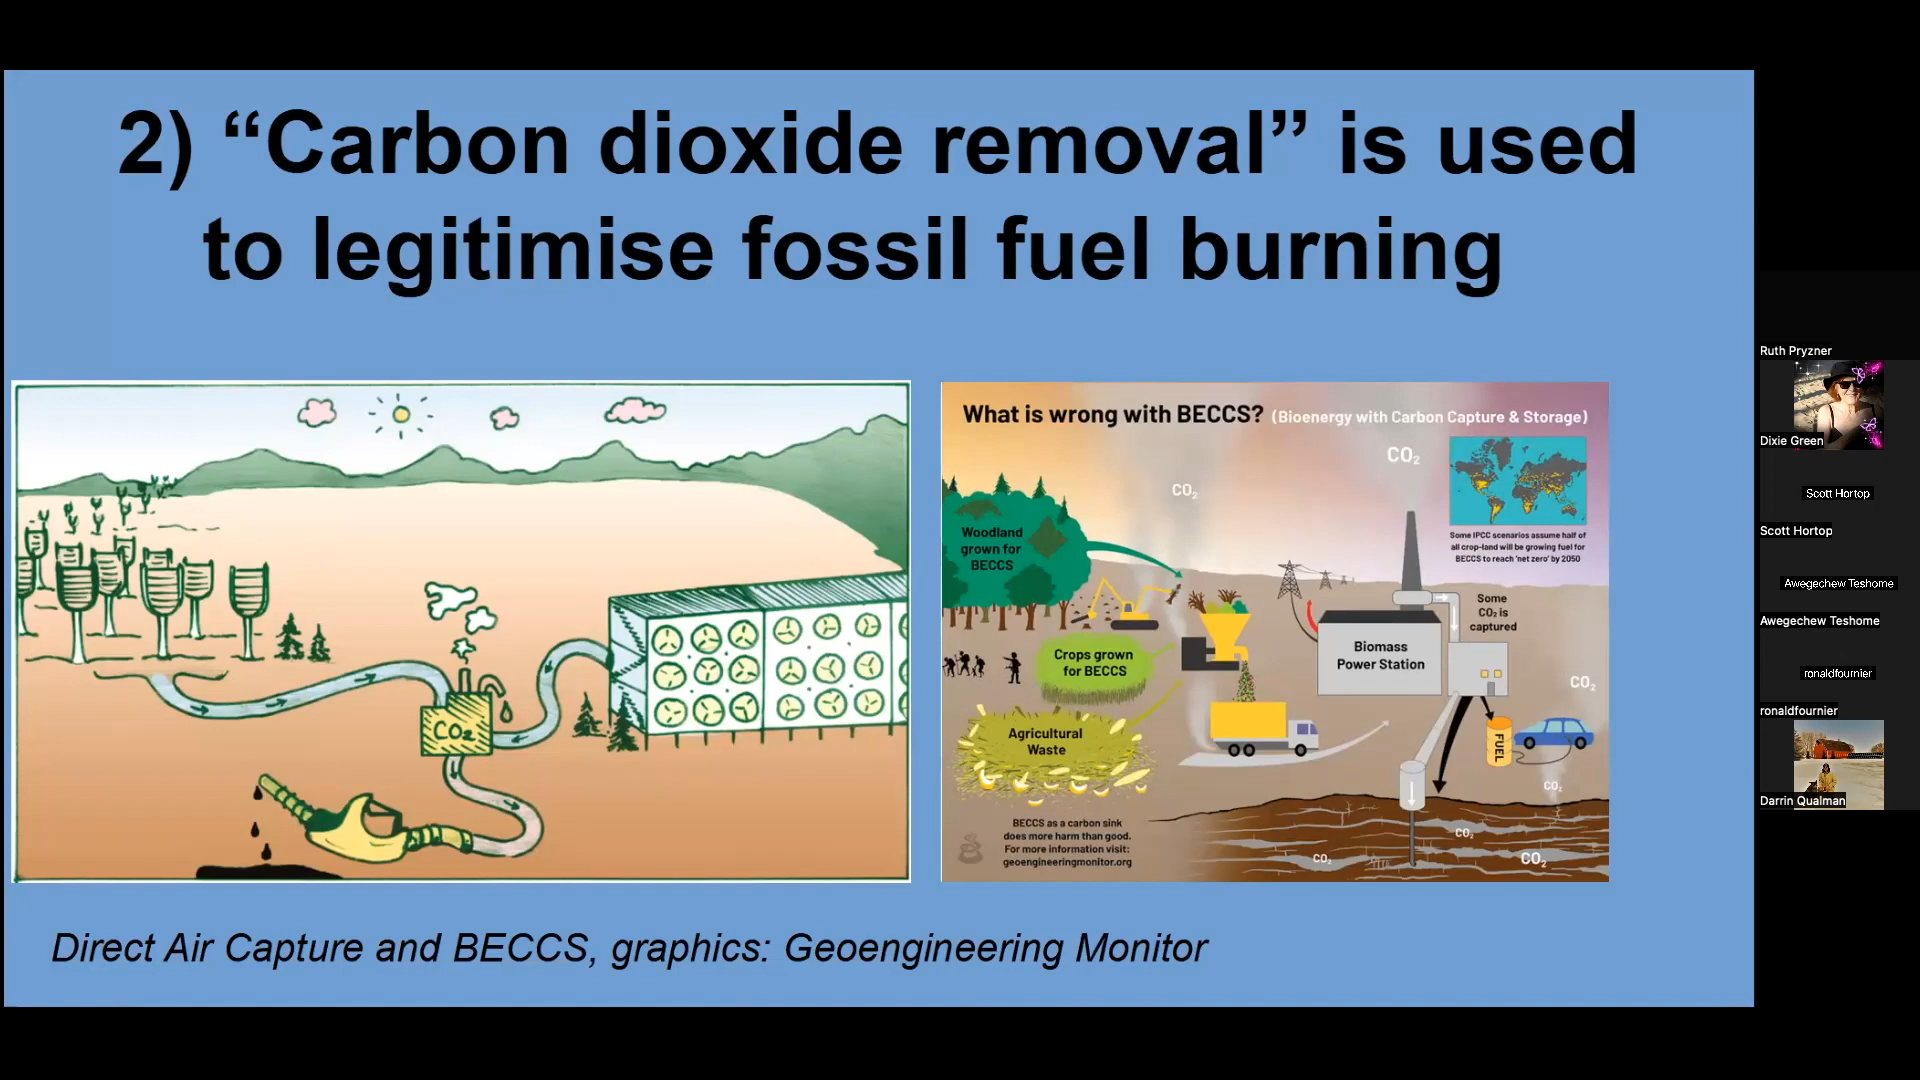 2) “Carbon dioxide removal” is used
to legitimise fossil fuel burning
CO₂
What is wrong with BECCS? (Bioenergy with Carbon Capture & Storage)
CO₂
CO₂
Woodland
grown for
BECCS
Some IPCC scenarios assume half of
all crop-land will be growing fuel for
BECCS to reach 'net zero' by 2050
Some
CO₂ is
captured
Crops grown
for BECCS
Biomass
Power Station
CO₂
Agricultural
Waste
FUEL
CO₂
BECCS as a carbon sink
does more harm than good.
For more information visit:
geoengineeringmonitor.org
CO₂
CO₂
CO₂
Direct Air Capture and BECCS, graphics: Geoengineering Monitor
Ruth Pryzner
Dixie Green
Scott Hortop
Scott Hortop
Awegechew Teshome
Awegechew Teshome
ronaldfournier
ronaldfournier
Darrin Qualman